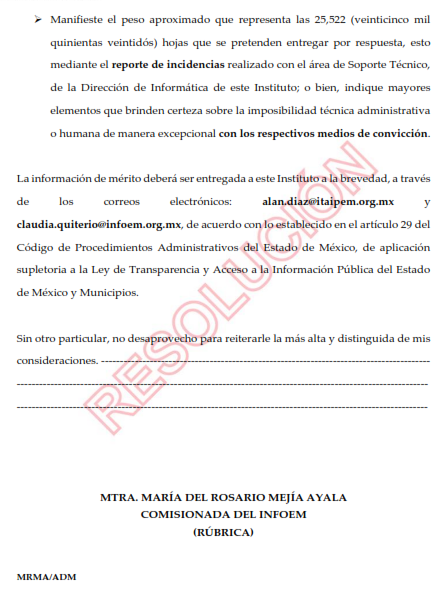 ➢ Manifieste el peso aproximado que representa las 25,522 (veinticinco mil
quinientas veintidós) hojas que se pretenden entregar por respuesta, esto
mediante el reporte de incidencias realizado con el área de Soporte Técnico,
de la Dirección de Informática de este Instituto; o bien, indique mayores
elementos que brinden certeza sobre la imposibilidad técnica administrativa
o humana de manera excepcional con los respectivos medios de convicción.
La información de mérito deberá ser entregada a este Instituto a la brevedad, a través
de los correos electrónicos: alan.diaz@itaipem.org.mx y
claudia.quiterio@infoem.org.mx, de acuerdo con lo establecido en el artículo 29 del
Código de Procedimientos Administrativos del Estado de México, de aplicación
supletoria a la Ley de Transparencia y Acceso a la Información Pública del Estado
de México y Municipios.
Sin otro particular, no desaprovecho para reiterarle la más alta y distinguida de mis
consideraciones. ------------------------------------------------------------------------
------------------------------------------------------------------------------------------
------------------------------------------------------------------------------------------
RESOLUCIÓN
MTRA. MARÍA DEL ROSARIO MEJÍA AYALA
COMISIONADA DEL INFOEM
(RÚBRICA)
MRMA/ADM